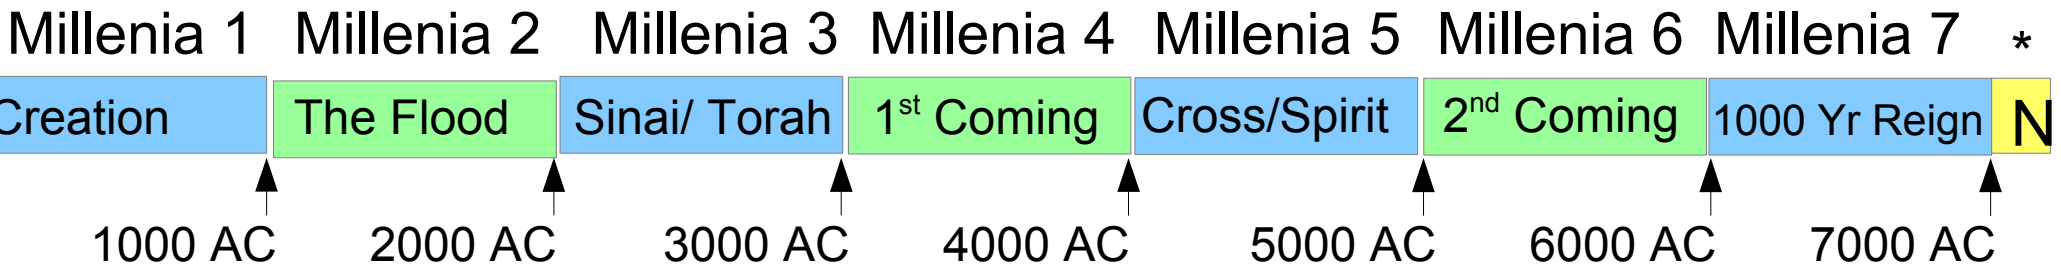 Millenia 1 Millenia 2 Millenia 3 Millenia 4 Millenia 5 Millenia 6 Millenia 7 *
Creation The Flood Sinai/ Torah 1st Coming Cross/Spirit 2nd Coming 1000 Yr Reign N
1000 AC 2000 AC 3000 AC 4000 AC 5000 AC 6000 AC 7000 AC